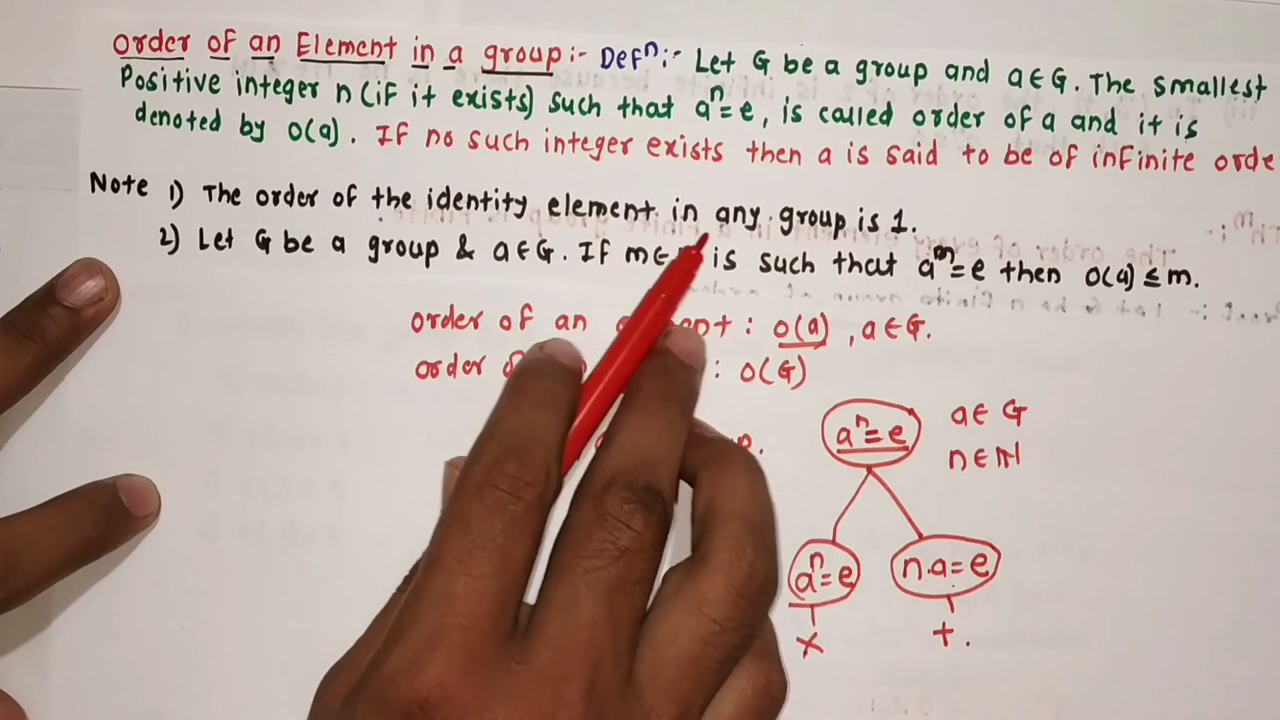 Order of an Element in a group :- Defⁿ :- Let G be a group and a ∈ G. The smallest
Positive integer n (if it exists) such that aⁿ = e, is called order of a and it is
denoted by o(a). If no such integer exists then a is said to be of infinite orde
Note 1) The order of the identity element in any group is 1.
2) Let G be a group & a ∈ G. If m ∈ is such that aᵐ = e then o(a) ≤ m.
order of an : o(a), a ∈ G.
order : o(G)
aⁿ = e
a ∈ G
n ∈ ℕ
aⁿ = e
n.a = e
×
+.